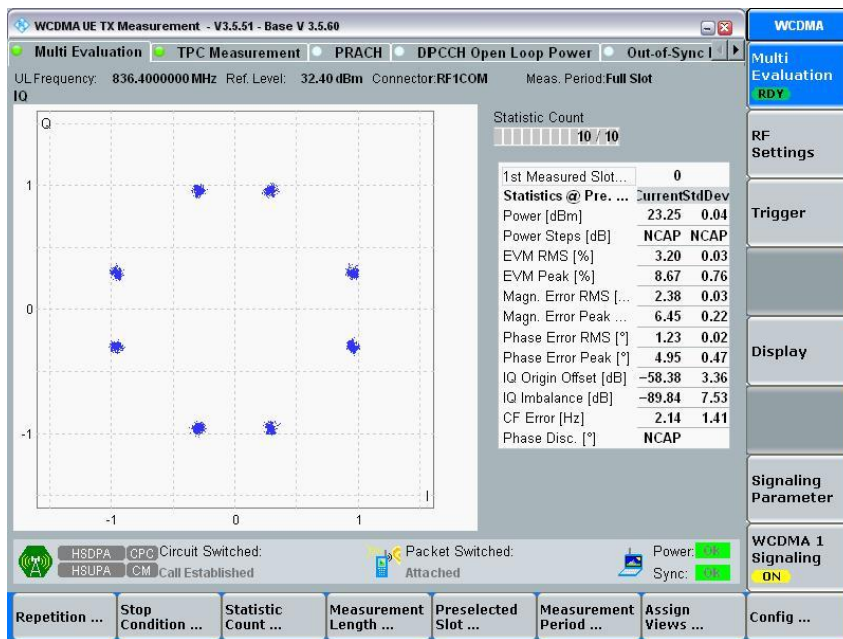 WCDMA UE TX Measurement - V3.5.51 - Base V 3.5.60
WCDMA
Multi Evaluation TPC Measurement PRACH DPCCH Open Loop Power Out-of-Sync
UL Frequency: 836.4000000 MHz Ref. Level: 32.40 dBm Connector:RF1COM Meas. Period:Full Slot
IQ
Q
1
0
-1
-1 0 1
I
Statistic Count
10 / 10
1st Measured Slot... 0
Statistics @ Pre. ... Current StdDev
Power [dBm] 23.25 0.04
Power Steps [dB] NCAP NCAP
EVM RMS [%] 3.20 0.03
EVM Peak [%] 8.67 0.76
Magn. Error RMS [... 2.38 0.03
Magn. Error Peak ... 6.45 0.22
Phase Error RMS [°] 1.23 0.02
Phase Error Peak [°] 4.95 0.47
IQ Origin Offset [dB] −58.38 3.36
IQ Imbalance [dB] −89.84 7.53
CF Error [Hz] 2.14 1.41
Phase Disc. [°] NCAP
Multi
Evaluation
RDY
RF
Settings
Trigger
Display
Signaling
Parameter
WCDMA 1
Signaling
ON
HSDPA CPC Circuit Switched: Packet Switched: Power: OK
HSUPA CM Call Established Attached Sync: OK
Repetition ...
Stop
Condition ...
Statistic
Count ...
Measurement
Length ...
Preselected
Slot ...
Measurement
Period ...
Assign
Views ...
Config ...